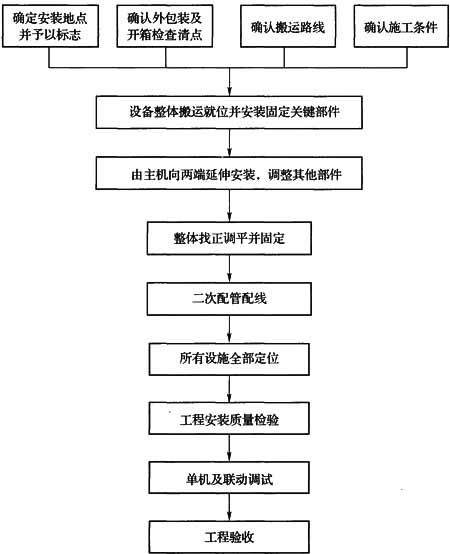 确定安装地点
并予以标志
确认外包装及
开箱检查清点
确认搬运路线
确认施工条件
设备整体搬运就位并安装固定关键部件
由主机向两端延伸安装，调整其他部件
整体找正调平并固定
二次配管配线
所有设施全部定位
工程安装质量检验
单机及联动调试
工程验收